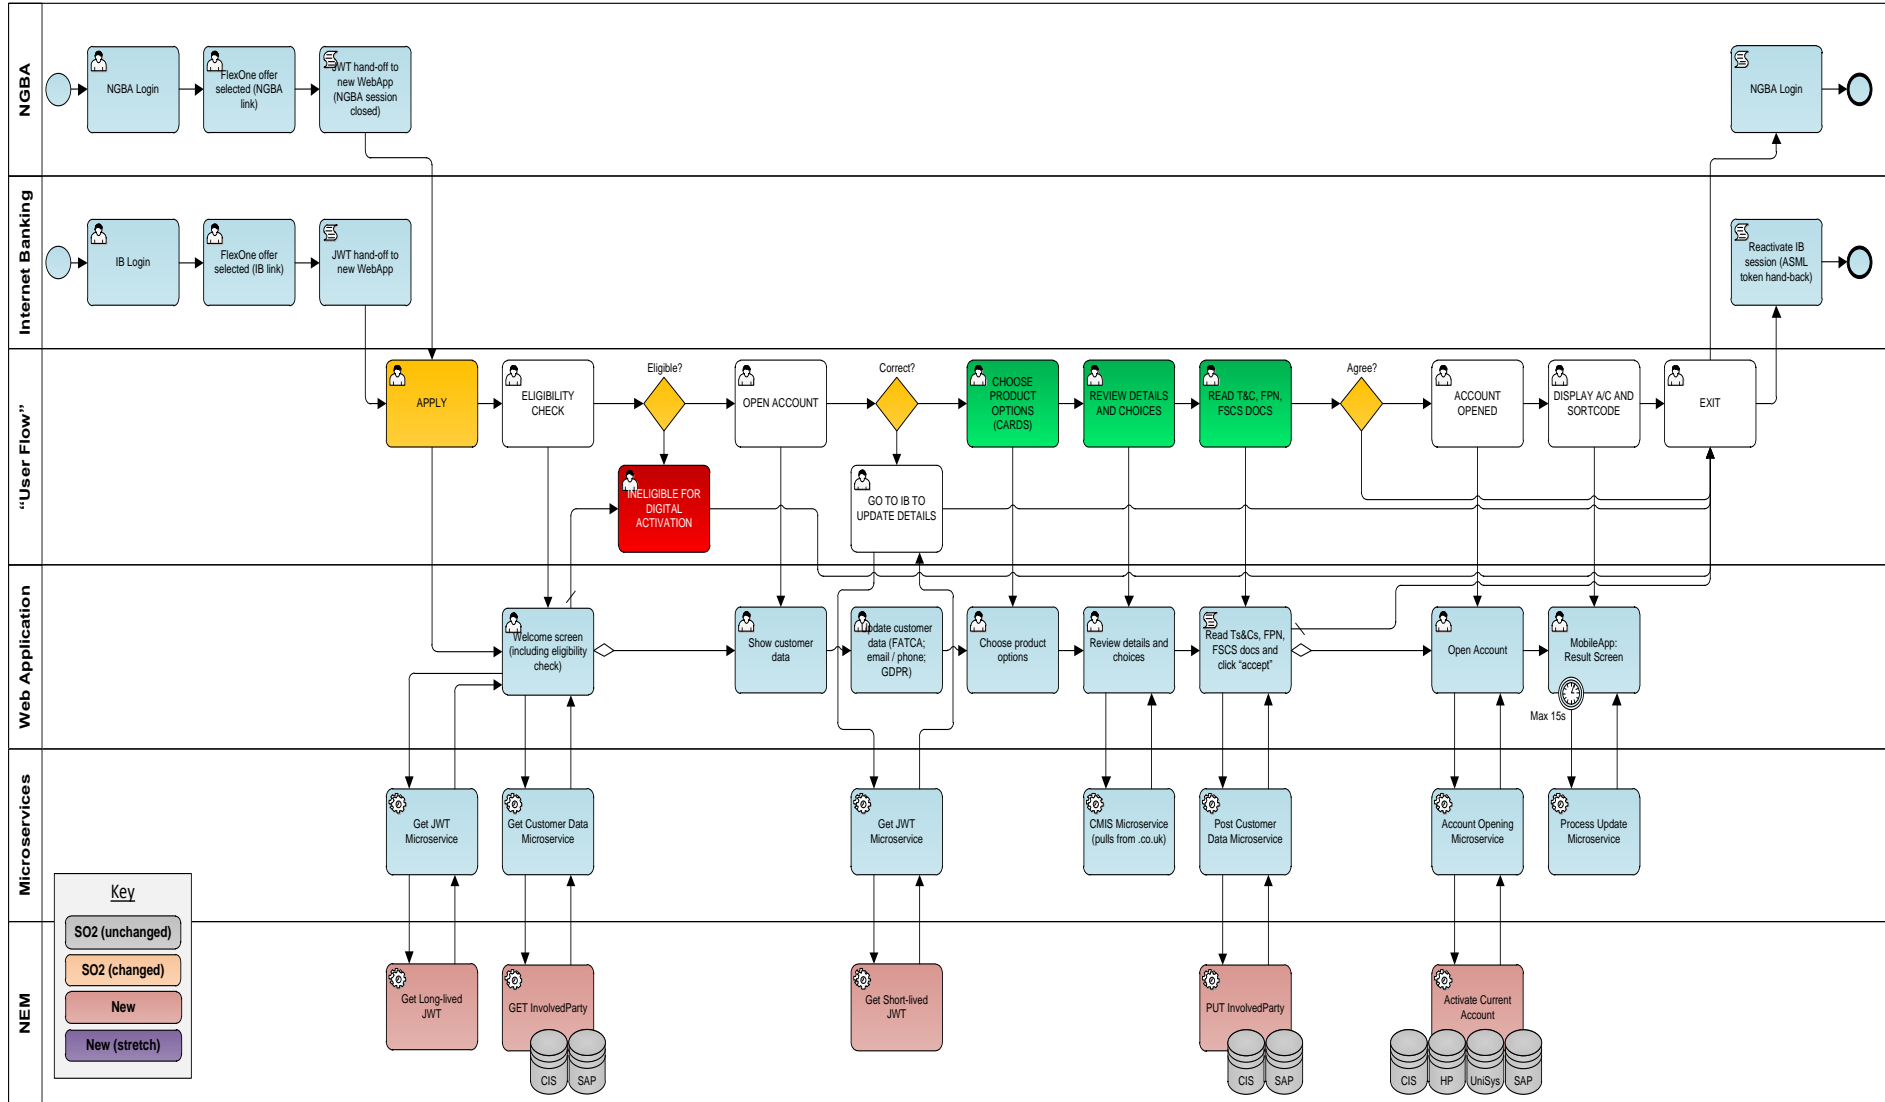 NGBA
NGBA Login
FlexOne offer
selected (NGBA
link)
JWT hand-off to
new WebApp
(NGBA session
closed)
NGBA Login
Internet Banking
IB Login
FlexOne offer
selected (IB link)
JWT hand-off to
new WebApp
Reactivate IB
session (ASML
token hand-back)
“User Flow”
APPLY
ELIGIBILITY
CHECK
Eligible?
OPEN ACCOUNT
Correct?
CHOOSE
PRODUCT
OPTIONS
(CARDS)
REVIEW DETAILS
AND CHOICES
READ T&C, FPN,
FSCS DOCS
Agree?
ACCOUNT
OPENED
DISPLAY A/C AND
SORTCODE
EXIT
INELIGIBLE FOR
DIGITAL
ACTIVATION
GO TO IB TO
UPDATE DETAILS
Web Application
Welcome screen
(including eligibility
check)
Show customer
data
Update customer
data (FATCA;
email / phone;
GDPR)
Choose product
options
Review details and
choices
Read Ts&Cs, FPN,
FSCS docs and
click “accept”
Open Account
MobileApp:
Result Screen
Max 15s
Microservices
Get JWT
Microservice
Get Customer Data
Microservice
Get JWT
Microservice
CMIS Microservice
(pulls from .co.uk)
Post Customer
Data Microservice
Account Opening
Microservice
Process Update
Microservice
Key
SO2 (unchanged)
SO2 (changed)
New
New (stretch)
NEM
Get Long-lived
JWT
GET InvolvedParty
CIS
SAP
Get Short-lived
JWT
PUT InvolvedParty
CIS
SAP
Activate Current
Account
CIS
HP
UniSys
SAP